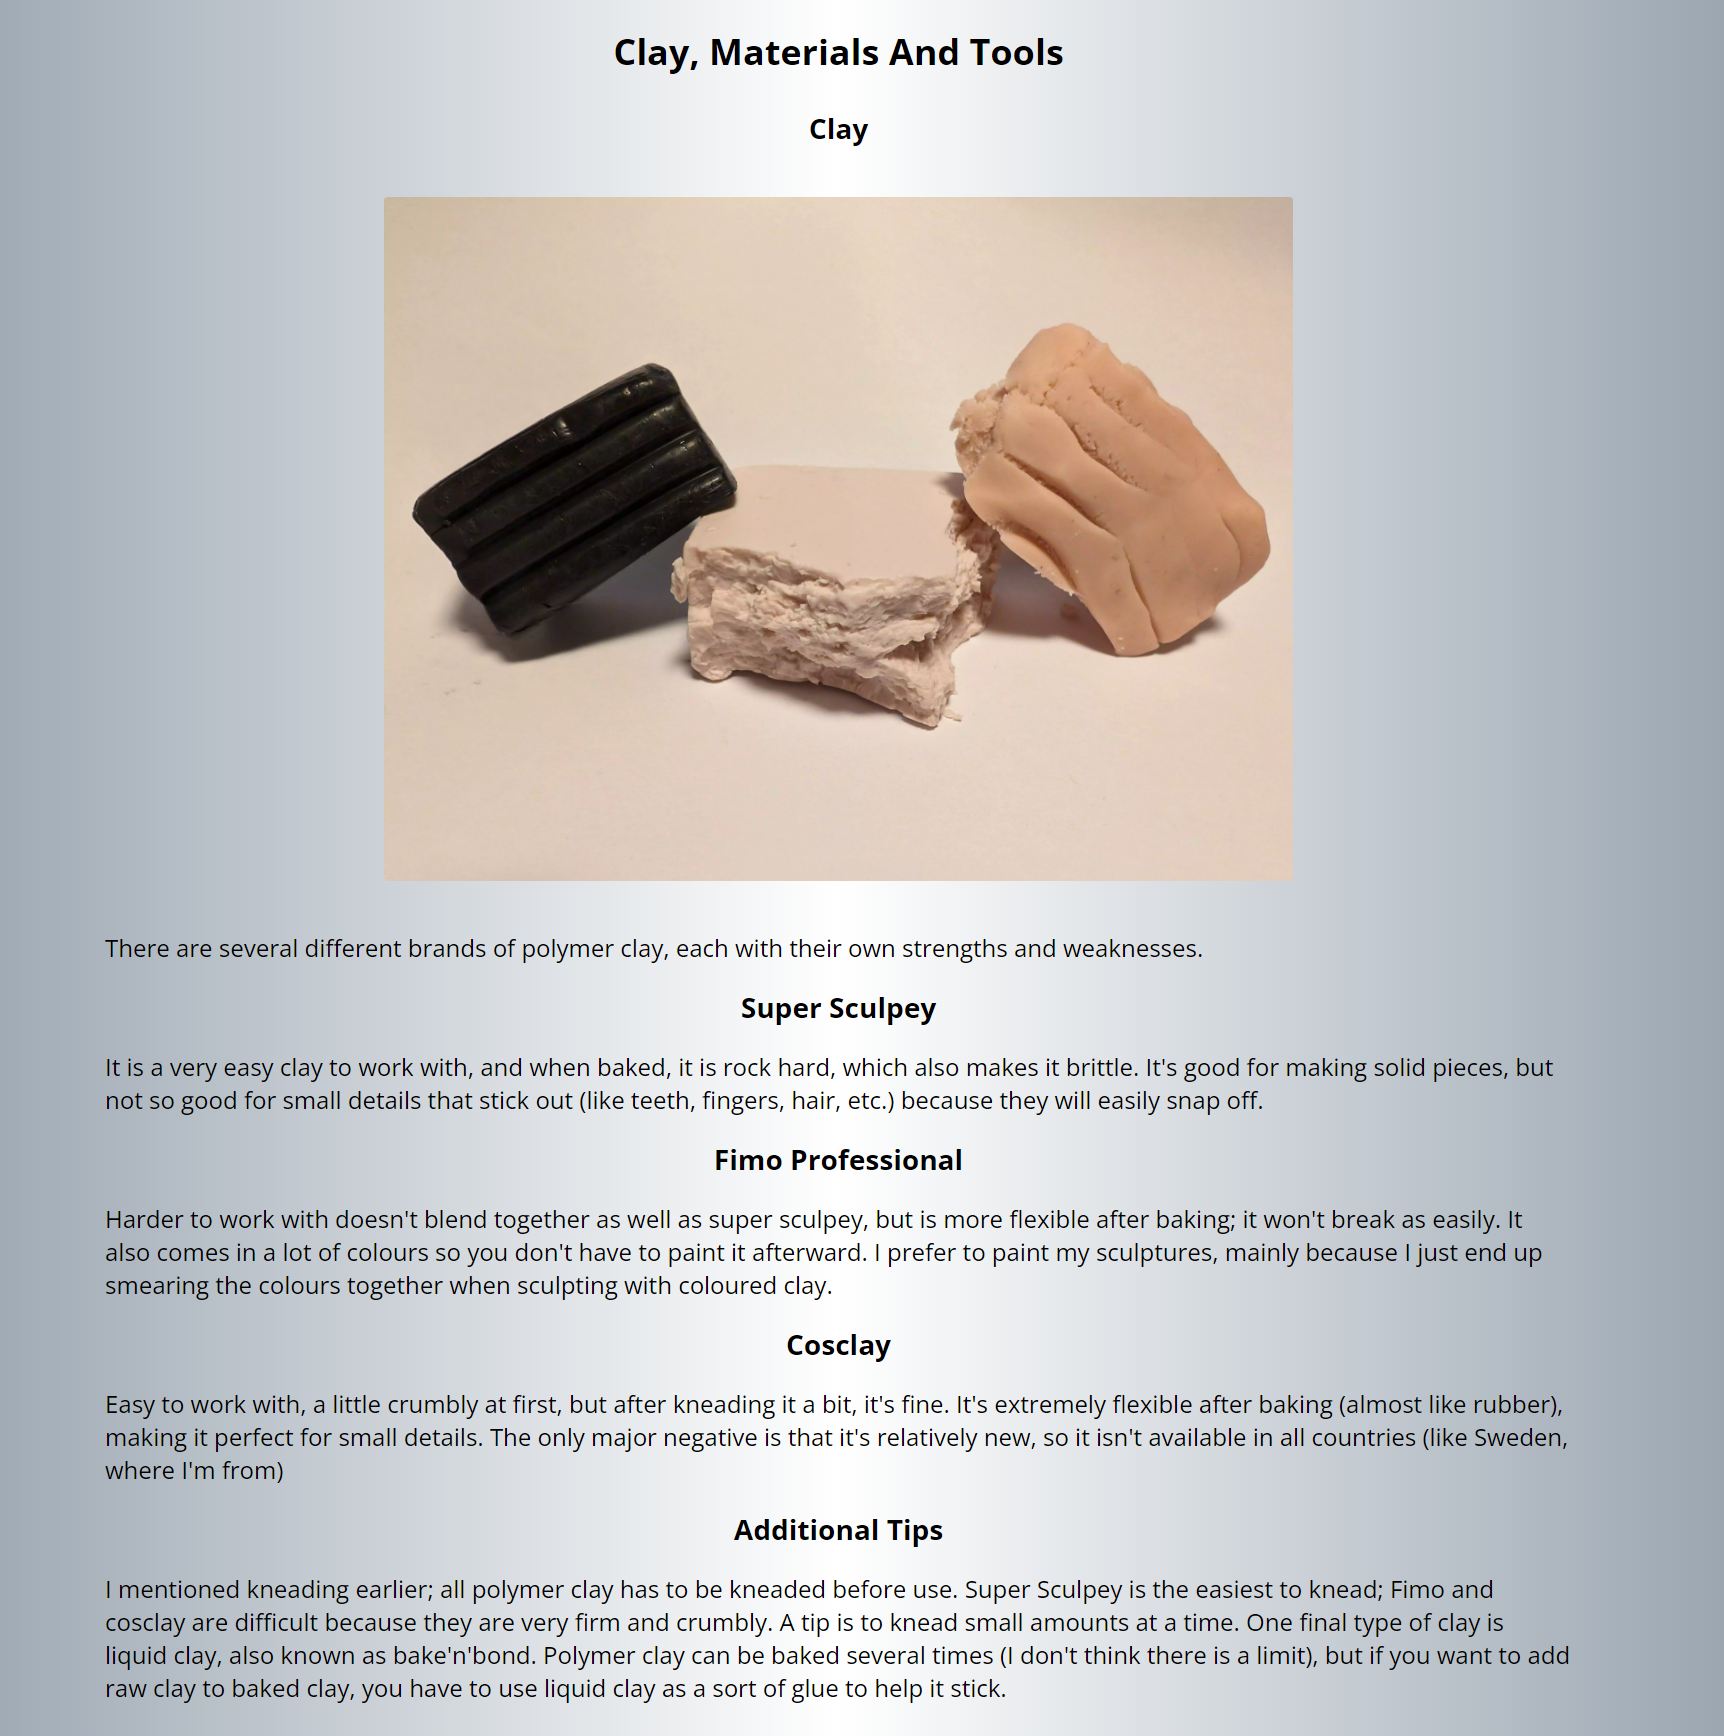 Clay, Materials And Tools
Clay
There are several different brands of polymer clay, each with their own strengths and weaknesses.
Super Sculpey
It is a very easy clay to work with, and when baked, it is rock hard, which also makes it brittle. It's good for making solid pieces, but
not so good for small details that stick out (like teeth, fingers, hair, etc.) because they will easily snap off.
Fimo Professional
Harder to work with doesn't blend together as well as super sculpey, but is more flexible after baking; it won't break as easily. It
also comes in a lot of colours so you don't have to paint it afterward. I prefer to paint my sculptures, mainly because I just end up
smearing the colours together when sculpting with coloured clay.
Cosclay
Easy to work with, a little crumbly at first, but after kneading it a bit, it's fine. It's extremely flexible after baking (almost like rubber),
making it perfect for small details. The only major negative is that it's relatively new, so it isn't available in all countries (like Sweden,
where I'm from)
Additional Tips
I mentioned kneading earlier; all polymer clay has to be kneaded before use. Super Sculpey is the easiest to knead; Fimo and
cosclay are difficult because they are very firm and crumbly. A tip is to knead small amounts at a time. One final type of clay is
liquid clay, also known as bake'n'bond. Polymer clay can be baked several times (I don't think there is a limit), but if you want to add
raw clay to baked clay, you have to use liquid clay as a sort of glue to help it stick.